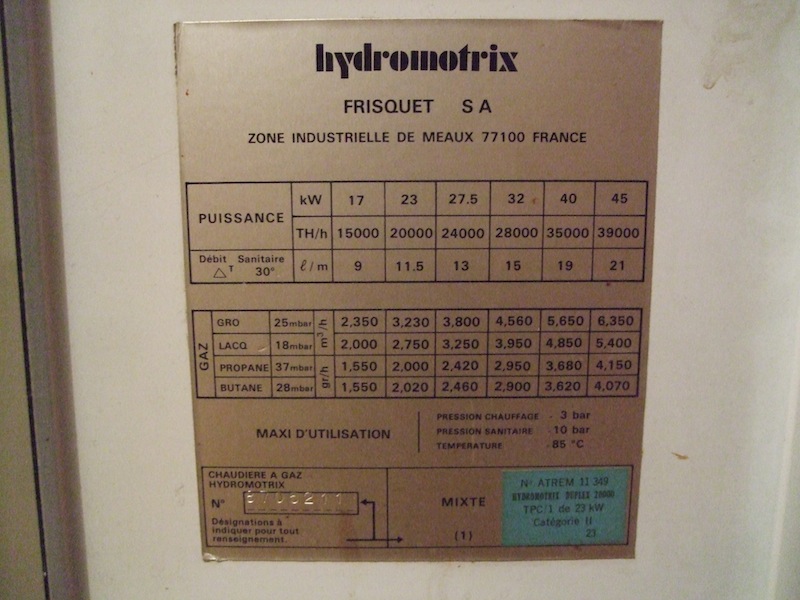 hydromotrix
FRISQUET S A
ZONE INDUSTRIELLE DE MEAUX 77100 FRANCE
PUISSANCE kW 17 23 27.5 32 40 45
TH/h 15000 20000 24000 28000 35000 39000
Débit Sanitaire
△T 30° ℓ/m 9 11.5 13 15 19 21
GAZ
GRO 25mbar m³/h 2,350 3,230 3,800 4,560 5,650 6,350
LACQ 18mbar 2,000 2,750 3,250 3,950 4,850 5,400
PROPANE 37mbar gr/h 1,550 2,000 2,420 2,950 3,680 4,150
BUTANE 28mbar 1,550 2,020 2,460 2,900 3,620 4,070
MAXI D'UTILISATION
PRESSION CHAUFFAGE - 3 bar
PRESSION SANITAIRE - 10 bar
TEMPERATURE - 85 °C
CHAUDIERE A GAZ
HYDROMOTRIX
N°
Désignations à
indiquer pour tout
renseignement.
MIXTE
(1)
N° ATREM 11 349
HYDROMOTRIX DUPLEX 20000
TPC/1 de 23 kW
Catégorie II
23